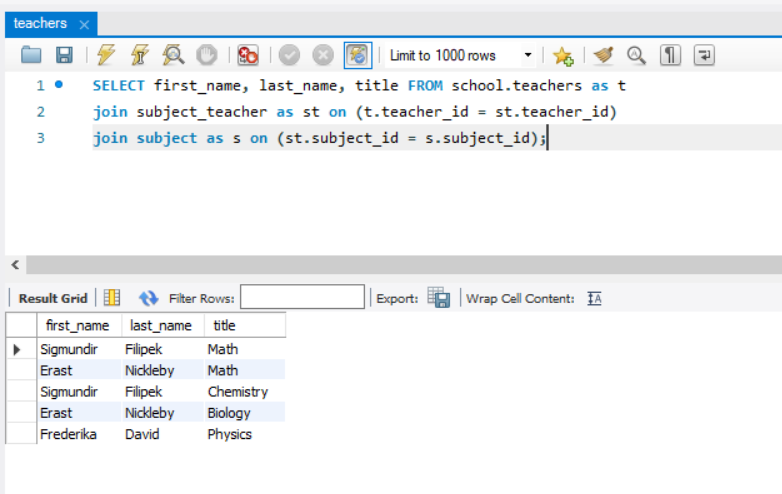 teachers
Limit to 1000 rows
1 SELECT first_name, last_name, title FROM school.teachers as t
2 join subject_teacher as st on (t.teacher_id = st.teacher_id)
3 join subject as s on (st.subject_id = s.subject_id);
Result Grid Filter Rows: Export: Wrap Cell Content:
first_name last_name title
Sigmundir Filipek Math
Erast Nickleby Math
Sigmundir Filipek Chemistry
Erast Nickleby Biology
Frederika David Physics